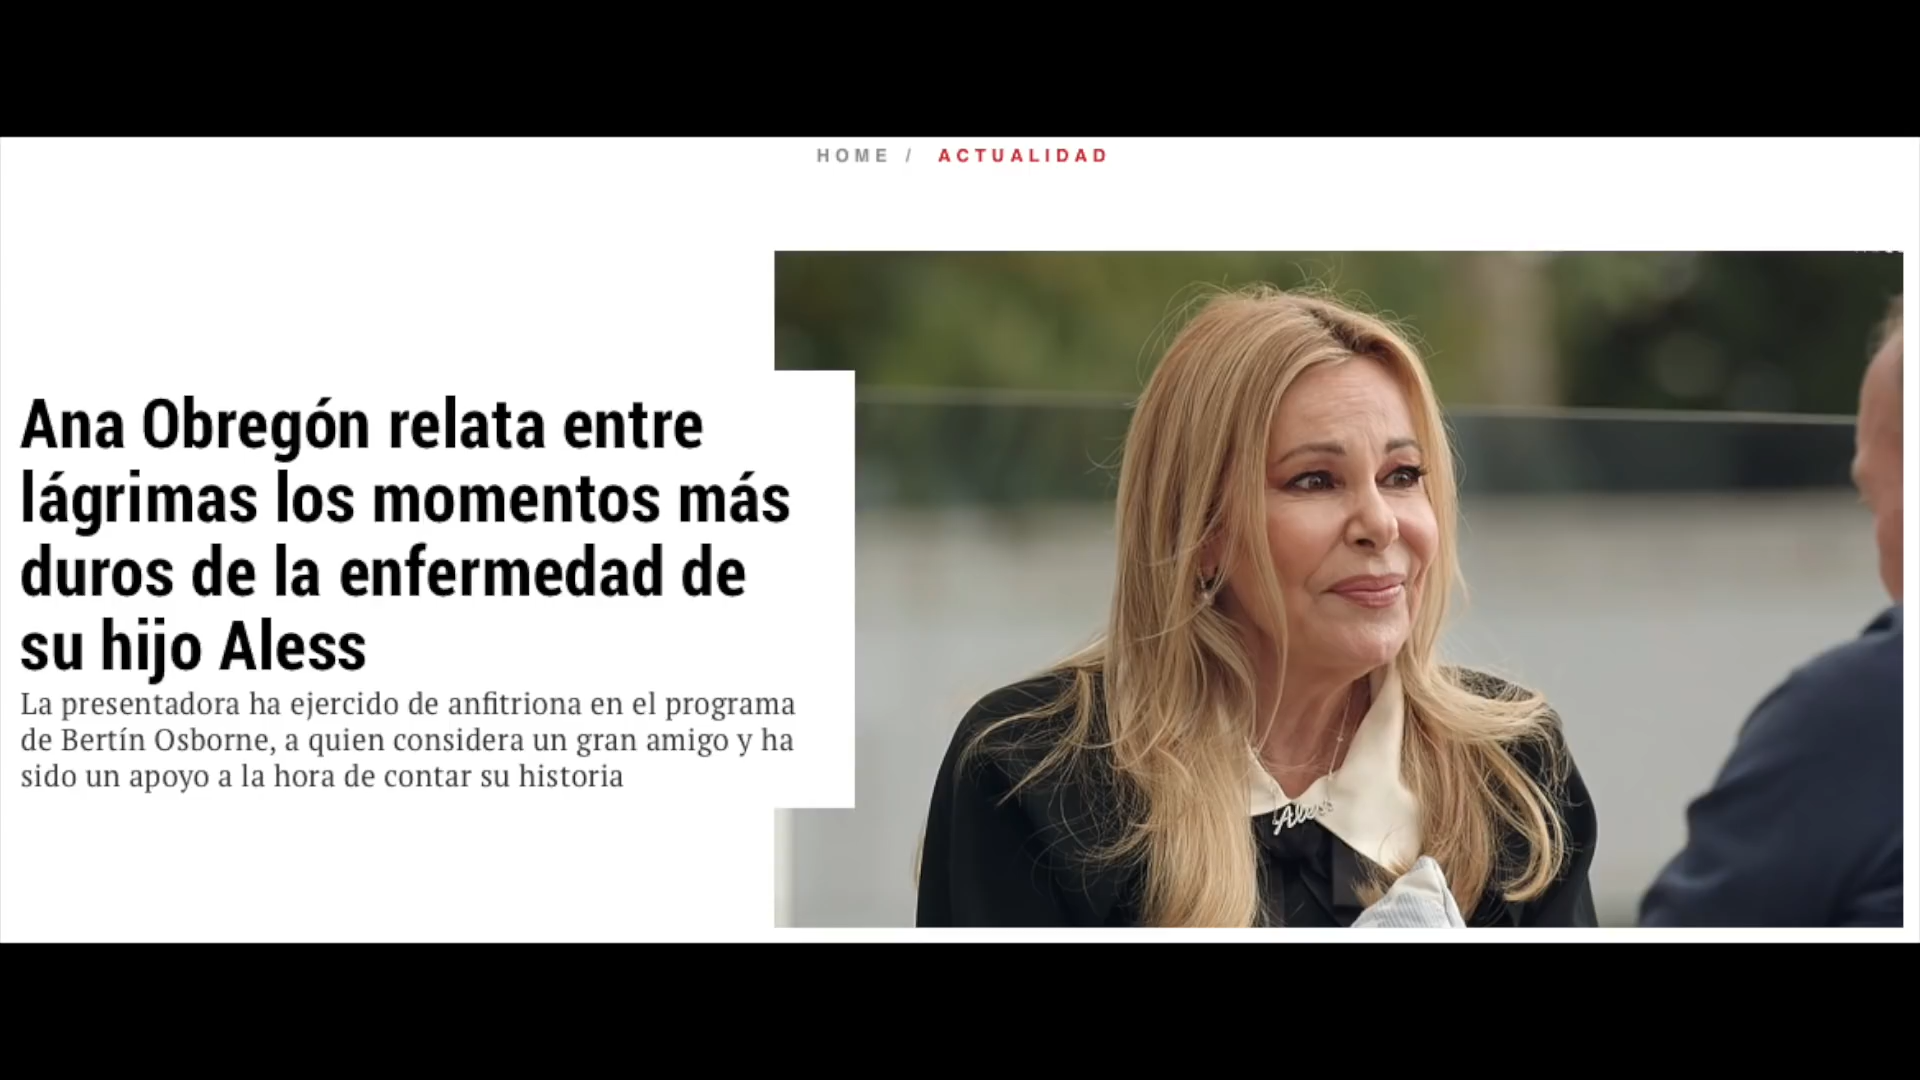 HOME / ACTUALIDAD
Ana Obregón relata entre
lágrimas los momentos más
duros de la enfermedad de
su hijo Aless
La presentadora ha ejercido de anfitriona en el programa
de Bertín Osborne, a quien considera un gran amigo y ha
sido un apoyo a la hora de contar su historia
Aless